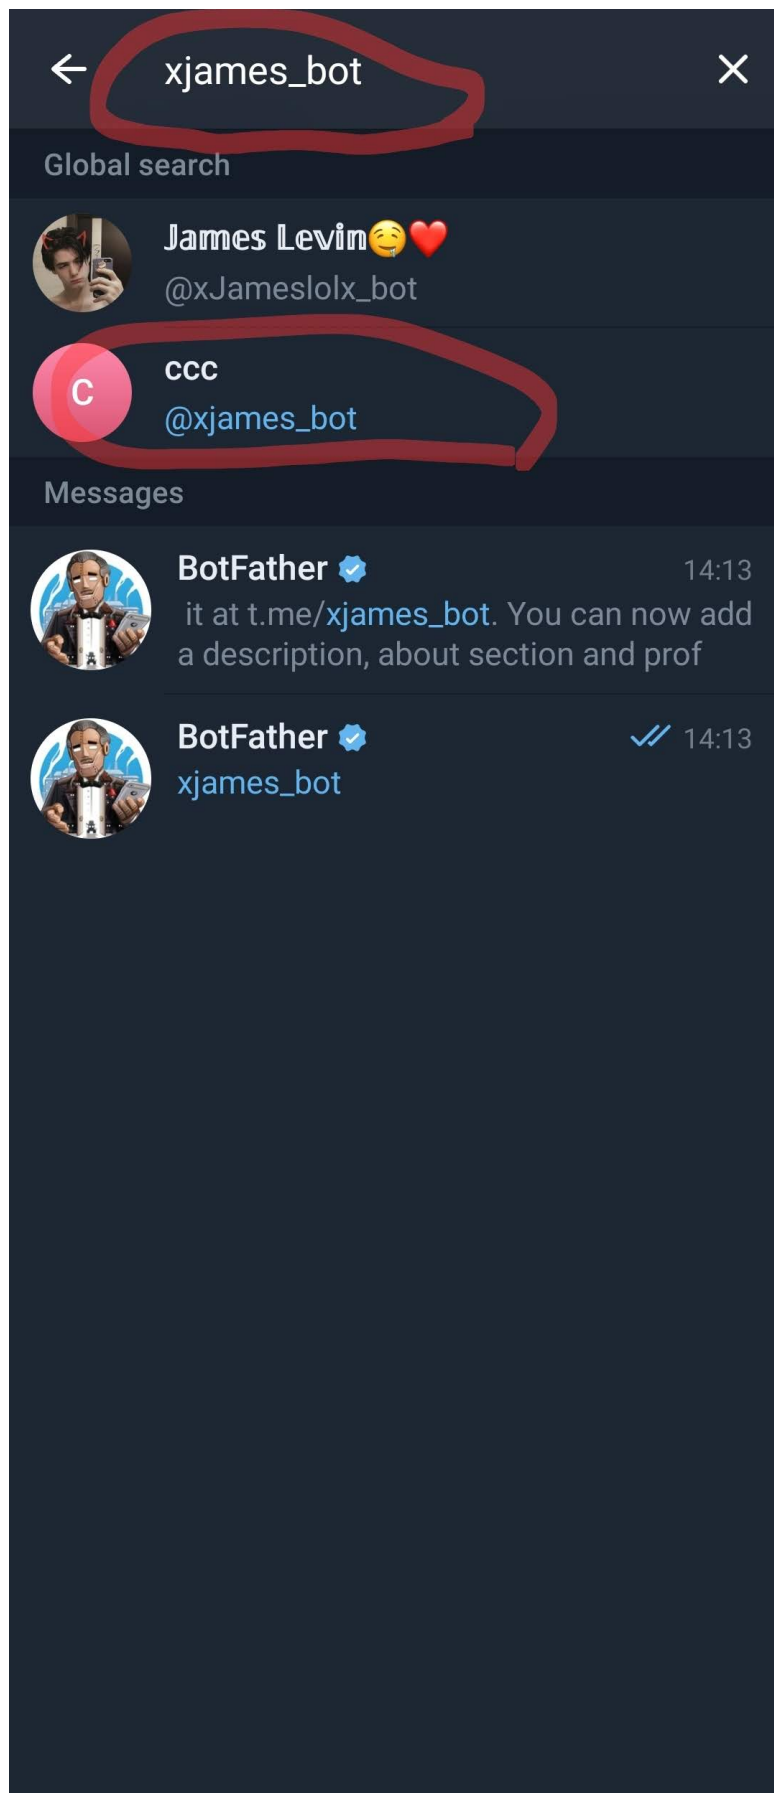 xjames_bot
Global search
James Levin🤤❤️
@xJameslolx_bot
C
ccc
@xjames_bot
Messages
BotFather
14:13
it at t.me/xjames_bot. You can now add
a description, about section and prof
BotFather
14:13
xjames_bot